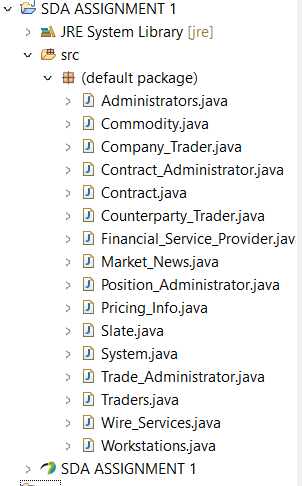 SDA ASSIGNMENT 1
JRE System Library [jre]
src
(default package)
Administrators.java
Commodity.java
Company_Trader.java
Contract_Administrator.java
Contract.java
Counterparty_Trader.java
Financial_Service_Provider.jav
Market_News.java
Position_Administrator.java
Pricing_Info.java
Slate.java
System.java
Trade_Administrator.java
Traders.java
Wire_Services.java
Workstations.java
SDA ASSIGNMENT 1